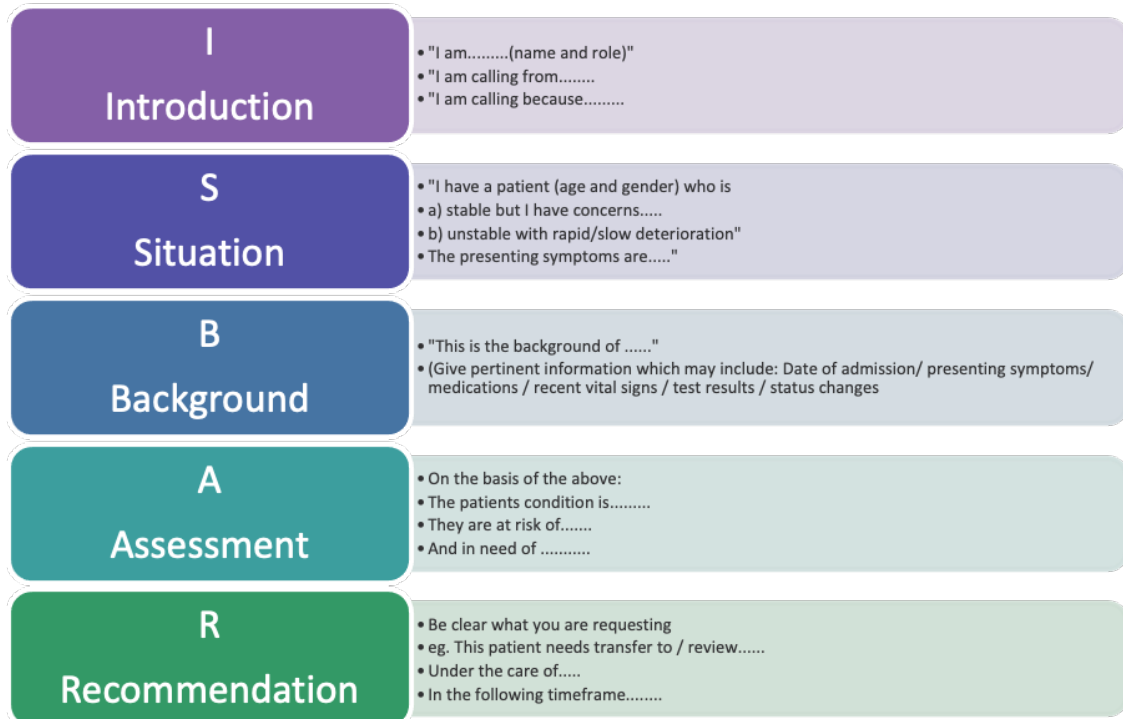 I
Introduction
• "I am.........(name and role)"
• "I am calling from........
• "I am calling because.........
S
Situation
• "I have a patient (age and gender) who is
• a) stable but I have concerns.....
• b) unstable with rapid/slow deterioration"
• The presenting symptoms are....."
B
Background
• "This is the background of ......"
• (Give pertinent information which may include: Date of admission/ presenting symptoms/
medications / recent vital signs / test results / status changes
A
Assessment
• On the basis of the above:
• The patients condition is.........
• They are at risk of.......
• And in need of ...........
R
Recommendation
• Be clear what you are requesting
• eg. This patient needs transfer to / review......
• Under the care of.....
• In the following timeframe........